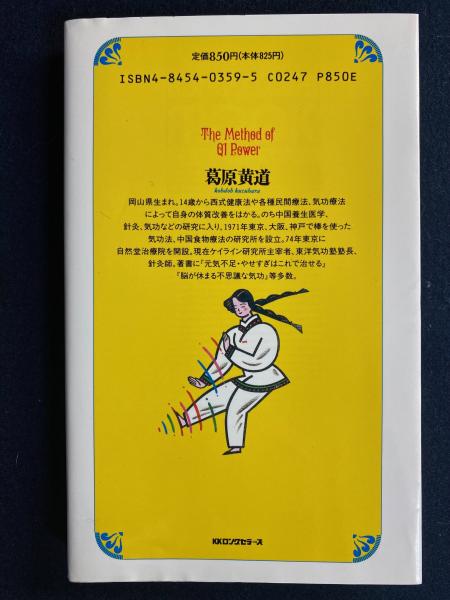 定価850円(本体825円)
ISBN4-8454-0359-5 C0247 P850E
The Method of
QI Power
葛原黄道
kohdoh kuzuhara
岡山県生まれ。14歳から西式健康法や各種民間療法、気功療法
によって自身の体質改善をはかる。のち中国養生医学、
針灸、気功などの研究に入り、1971年東京、大阪、神戸で棒を使った
気功法、中国食物療法の研究所を設立。74年東京に
自然堂治療院を開設。現在ケイライン研究所主宰者、東洋気功塾塾長、
針灸師。著書に「元気不足・やせすぎはこれで治せる」
「脳が休まる不思議な気功」等多数。
KKロングセラーズ